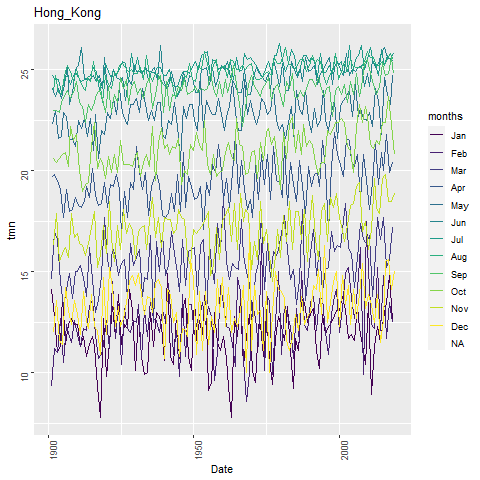 Hong_Kong
25
20
15
10
tmn
1900
1950
2000
Date
months
Jan
Feb
Mar
Apr
May
Jun
Jul
Aug
Sep
Oct
Nov
Dec
NA